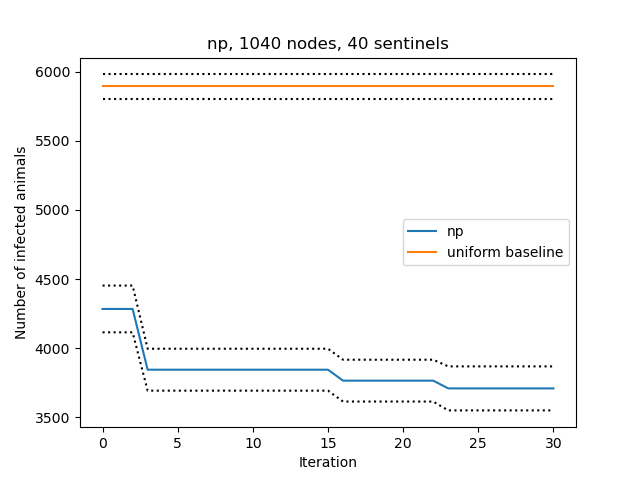 np, 1040 nodes, 40 sentinels
6000
5500
5000
4500
4000
3500
Number of infected animals
np
uniform baseline
0 5 10 15 20 25 30
Iteration